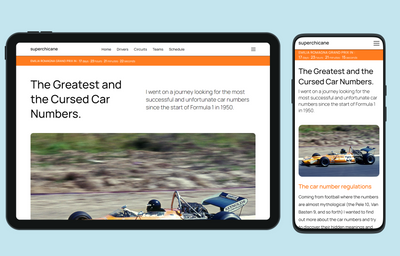 superchicane
Home Drivers Circuits Teams Schedule
The Greatest and
the Cursed Car
Numbers.
I went on a journey looking for the most
successful and unfortunate car numbers
since the start of Formula 1 in 1950.
superchicane
The Greatest and the
Cursed Car Numbers.
I went on a journey looking for the
most successful and unfortunate car
numbers since the start of Formula 1
in 1950.
The car number regulations
Coming from football where the numbers
are almost mythological (the Pele 10, Van
Basten 9, and so forth) I wanted to find
out more about the car numbers and try
to discover their hidden meanings and